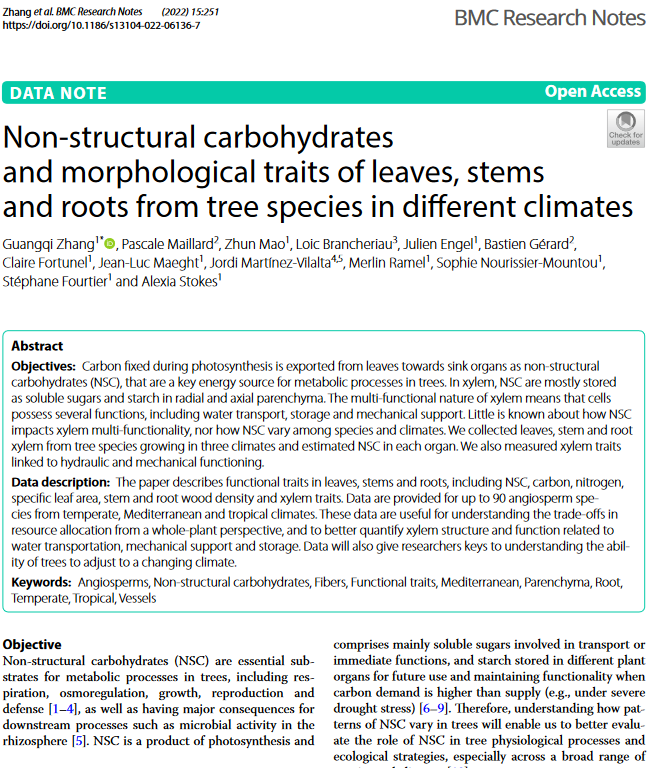 Zhang et al. BMC Research Notes (2022) 15:251
https://doi.org/10.1186/s13104-022-06136-7
BMC Research Notes
DATA NOTE
Open Access
Check for
updates
Non-structural carbohydrates
and morphological traits of leaves, stems
and roots from tree species in different climates
Guangqi Zhang1*, Pascale Maillard2, Zhun Mao1, Loic Brancheriau3, Julien Engel1, Bastien Gérard2,
Claire Fortunel1, Jean-Luc Maeght1, Jordi Martínez-Vilalta4,5, Merlin Ramel1, Sophie Nourissier-Mountou1,
Stéphane Fourtier1 and Alexia Stokes1
Abstract
Objectives: Carbon fixed during photosynthesis is exported from leaves towards sink organs as non-structural
carbohydrates (NSC), that are a key energy source for metabolic processes in trees. In xylem, NSC are mostly stored
as soluble sugars and starch in radial and axial parenchyma. The multi-functional nature of xylem means that cells
possess several functions, including water transport, storage and mechanical support. Little is known about how NSC
impacts xylem multi-functionality, nor how NSC vary among species and climates. We collected leaves, stem and root
xylem from tree species growing in three climates and estimated NSC in each organ. We also measured xylem traits
linked to hydraulic and mechanical functioning.
Data description: The paper describes functional traits in leaves, stems and roots, including NSC, carbon, nitrogen,
specific leaf area, stem and root wood density and xylem traits. Data are provided for up to 90 angiosperm spe-
cies from temperate, Mediterranean and tropical climates. These data are useful for understanding the trade-offs in
resource allocation from a whole-plant perspective, and to better quantify xylem structure and function related to
water transportation, mechanical support and storage. Data will also give researchers keys to understanding the abil-
ity of trees to adjust to a changing climate.
Keywords: Angiosperms, Non-structural carbohydrates, Fibers, Functional traits, Mediterranean, Parenchyma, Root,
Temperate, Tropical, Vessels
Objective
Non-structural carbohydrates (NSC) are essential sub-
strates for metabolic processes in trees, including res-
piration, osmoregulation, growth, reproduction and
defense [1–4], as well as having major consequences for
downstream processes such as microbial activity in the
rhizosphere [5]. NSC is a product of photosynthesis and
comprises mainly soluble sugars involved in transport or
immediate functions, and starch stored in different plant
organs for future use and maintaining functionality when
carbon demand is higher than supply (e.g., under severe
drought stress) [6–9]. Therefore, understanding how pat-
terns of NSC vary in trees will enable us to better evalu-
ate the role of NSC in tree physiological processes and
ecological strategies, especially across a broad range of